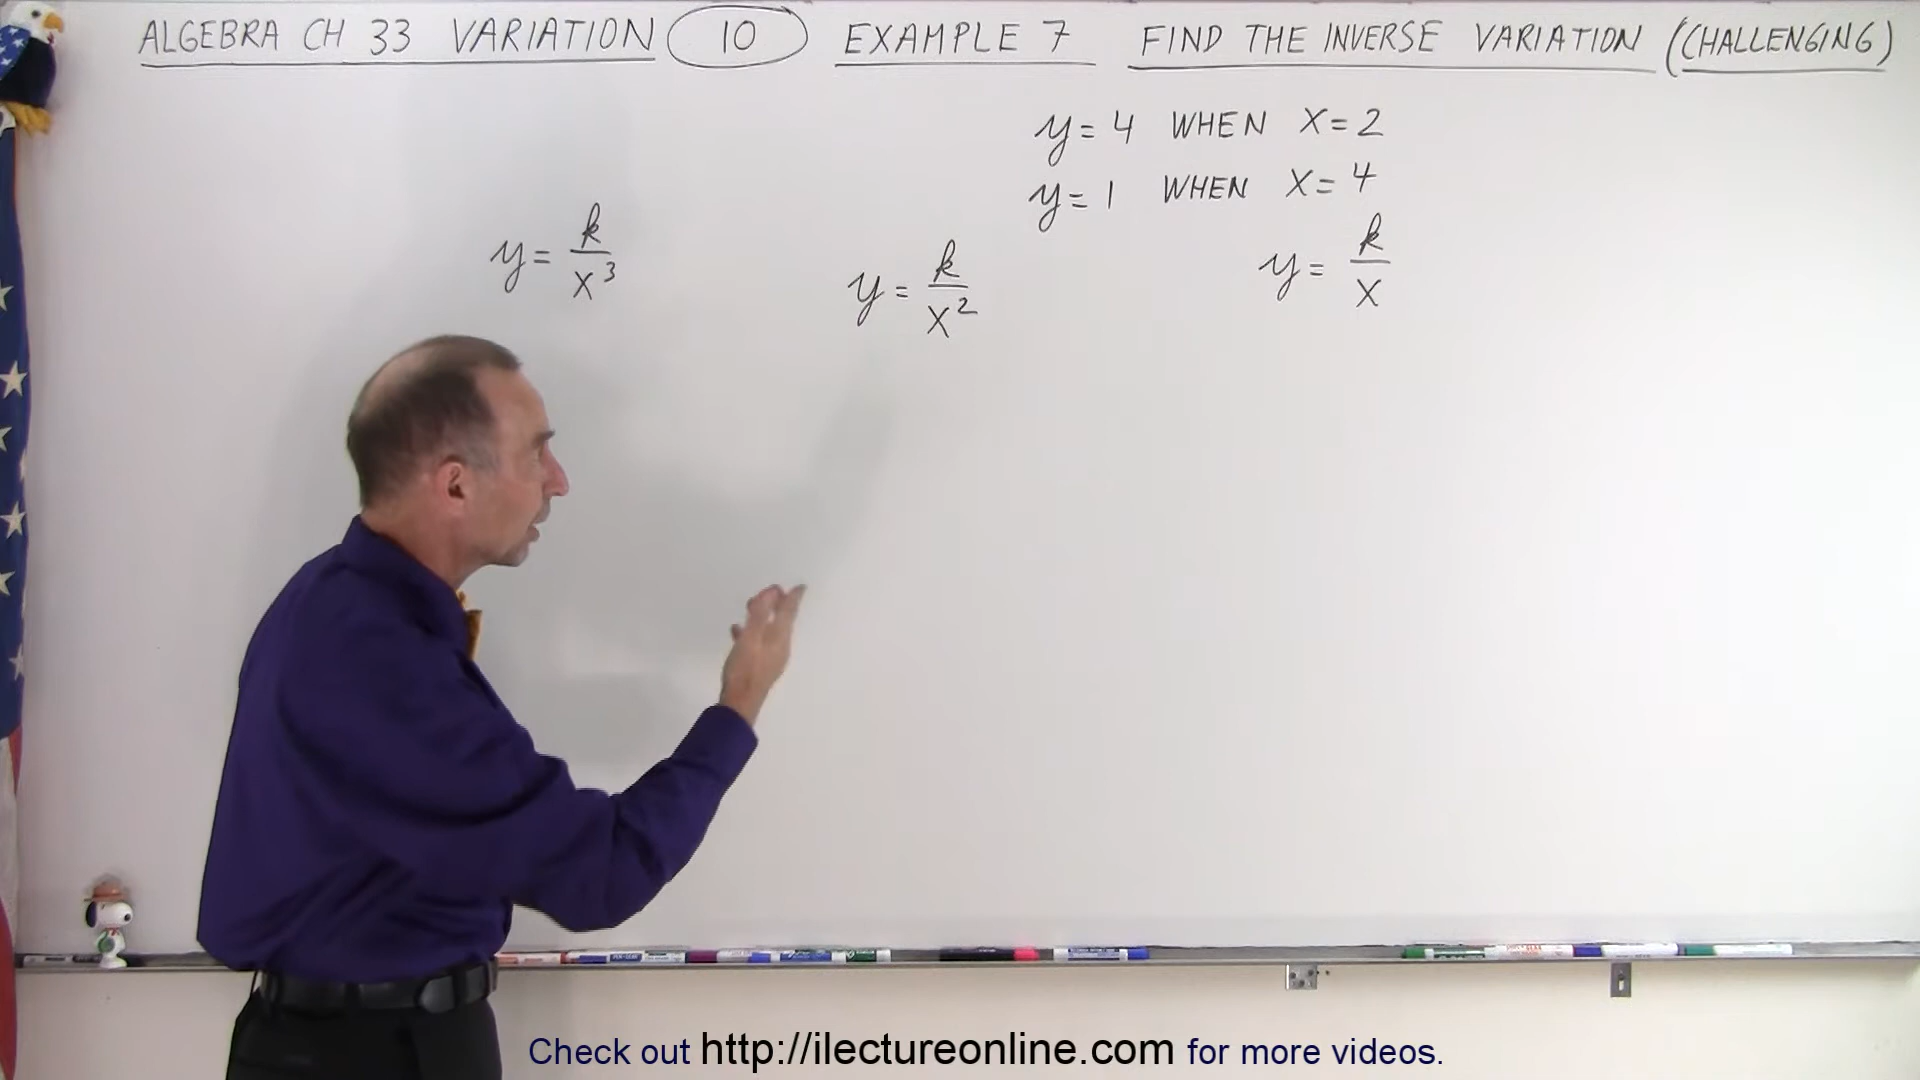 ALGEBRA CH 33 VARIATION 10 EXAMPLE 7 FIND THE INVERSE VARIATION (CHALLENGING)
y = 4 WHEN X = 2
y = 1 WHEN X = 4
y = k/x³
y = k/x²
y = k/x
Check out http://ilectureonline.com for more videos.